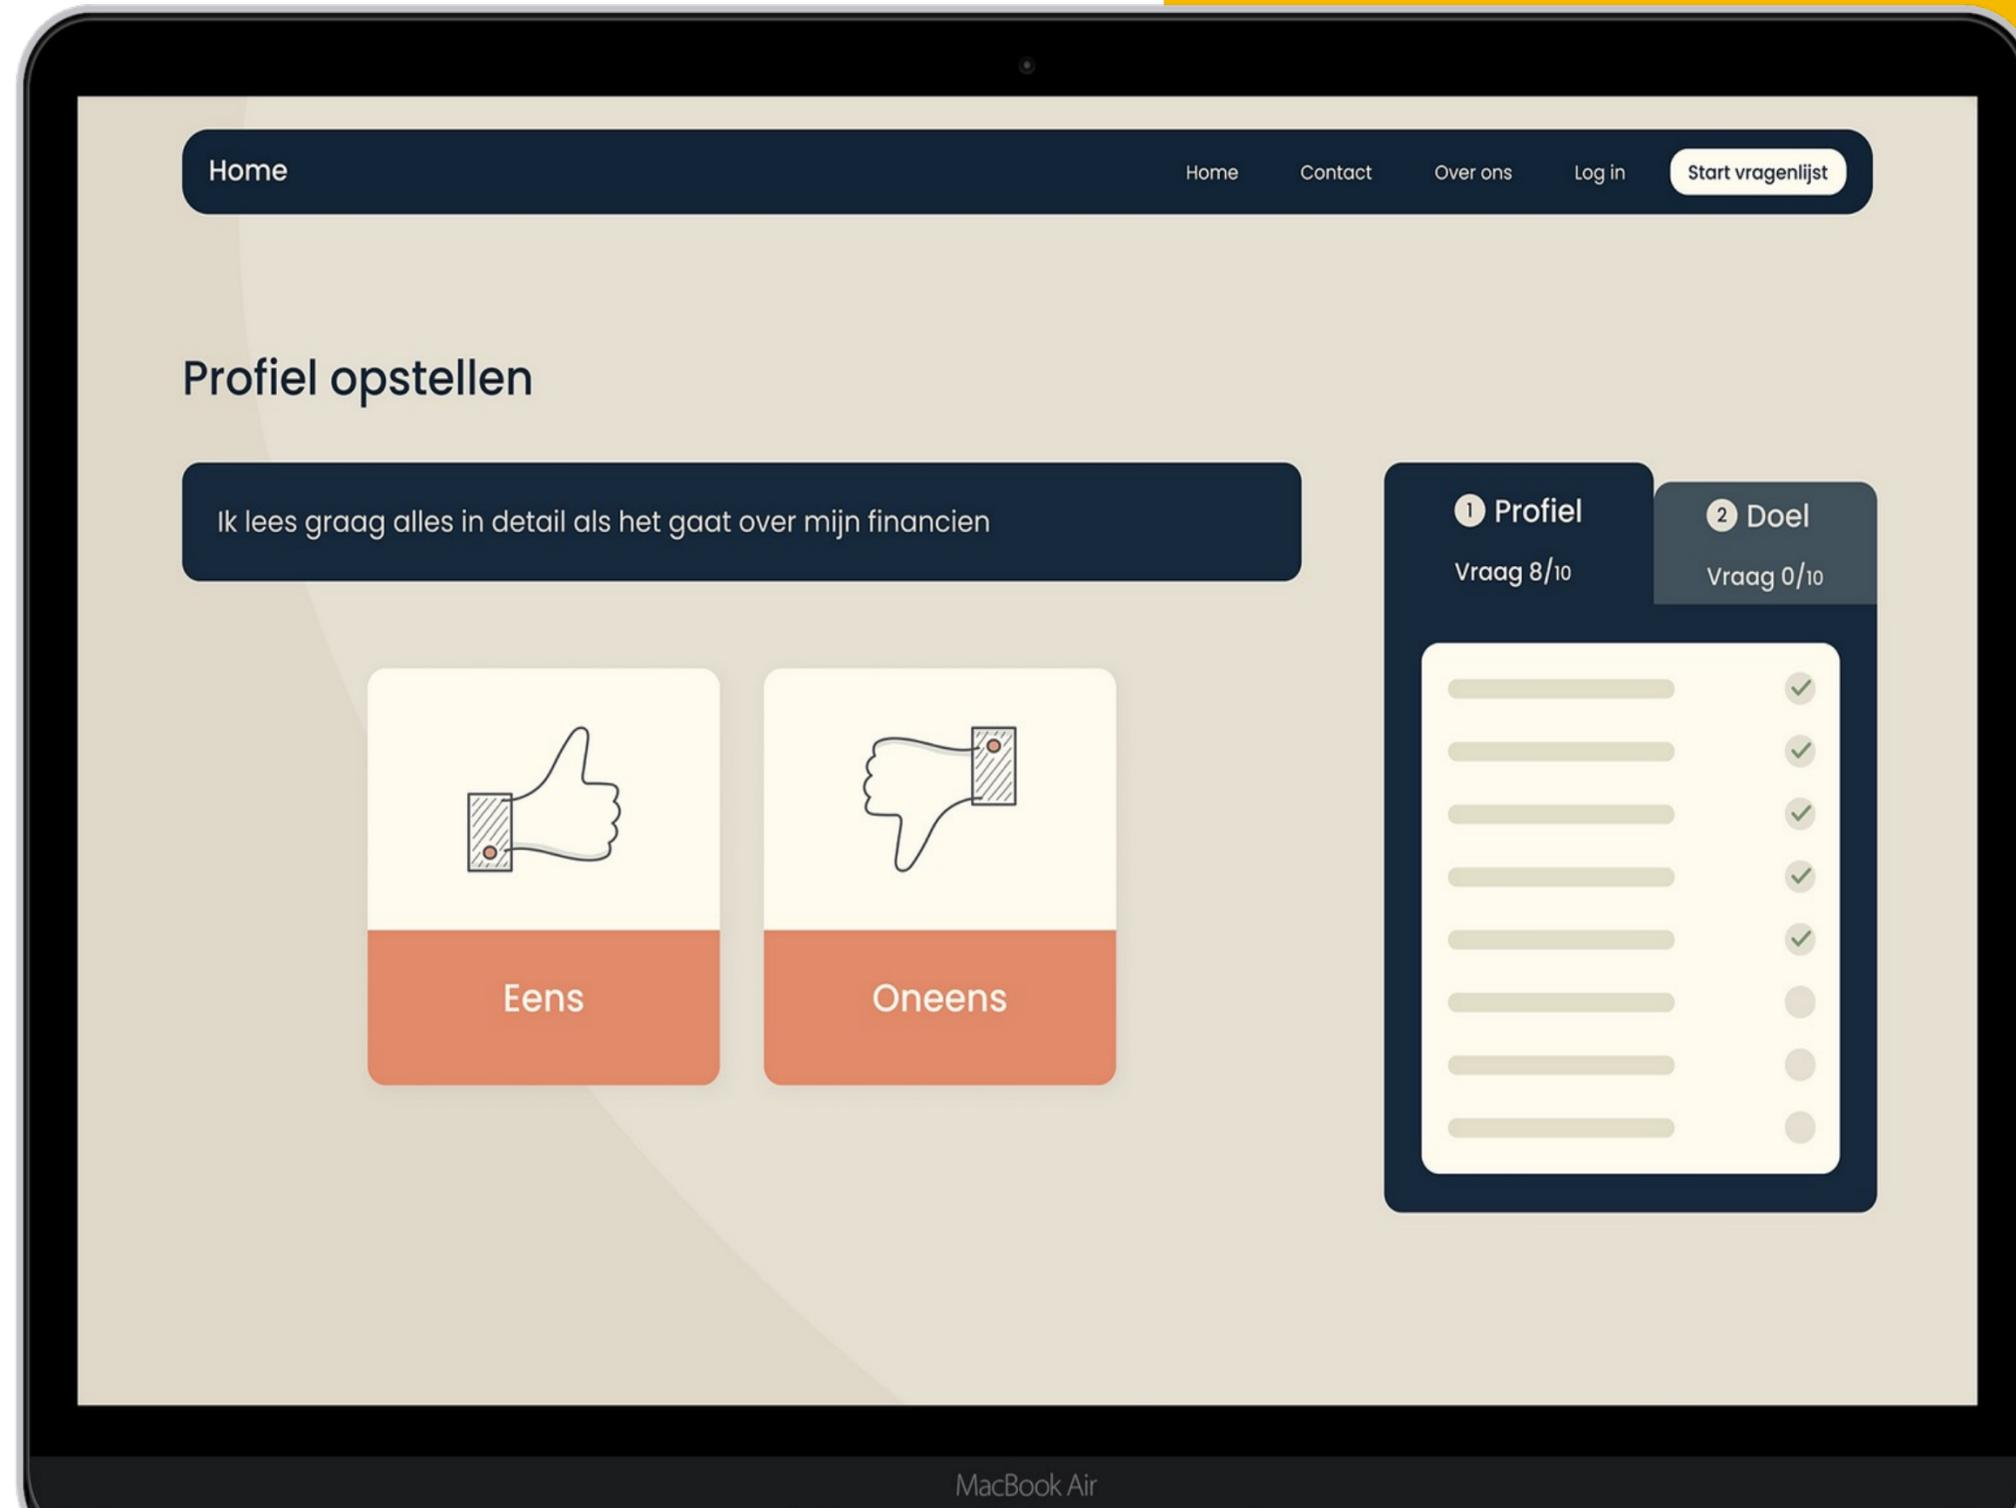 Home
Home Contact Over ons Log in Start vragenlijst
Profiel opstellen
Ik lees graag alles in detail als het gaat over mijn financien
1 Profiel
Vraag 8/10
2 Doel
Vraag 0/10
Eens
Oneens
MacBook Air